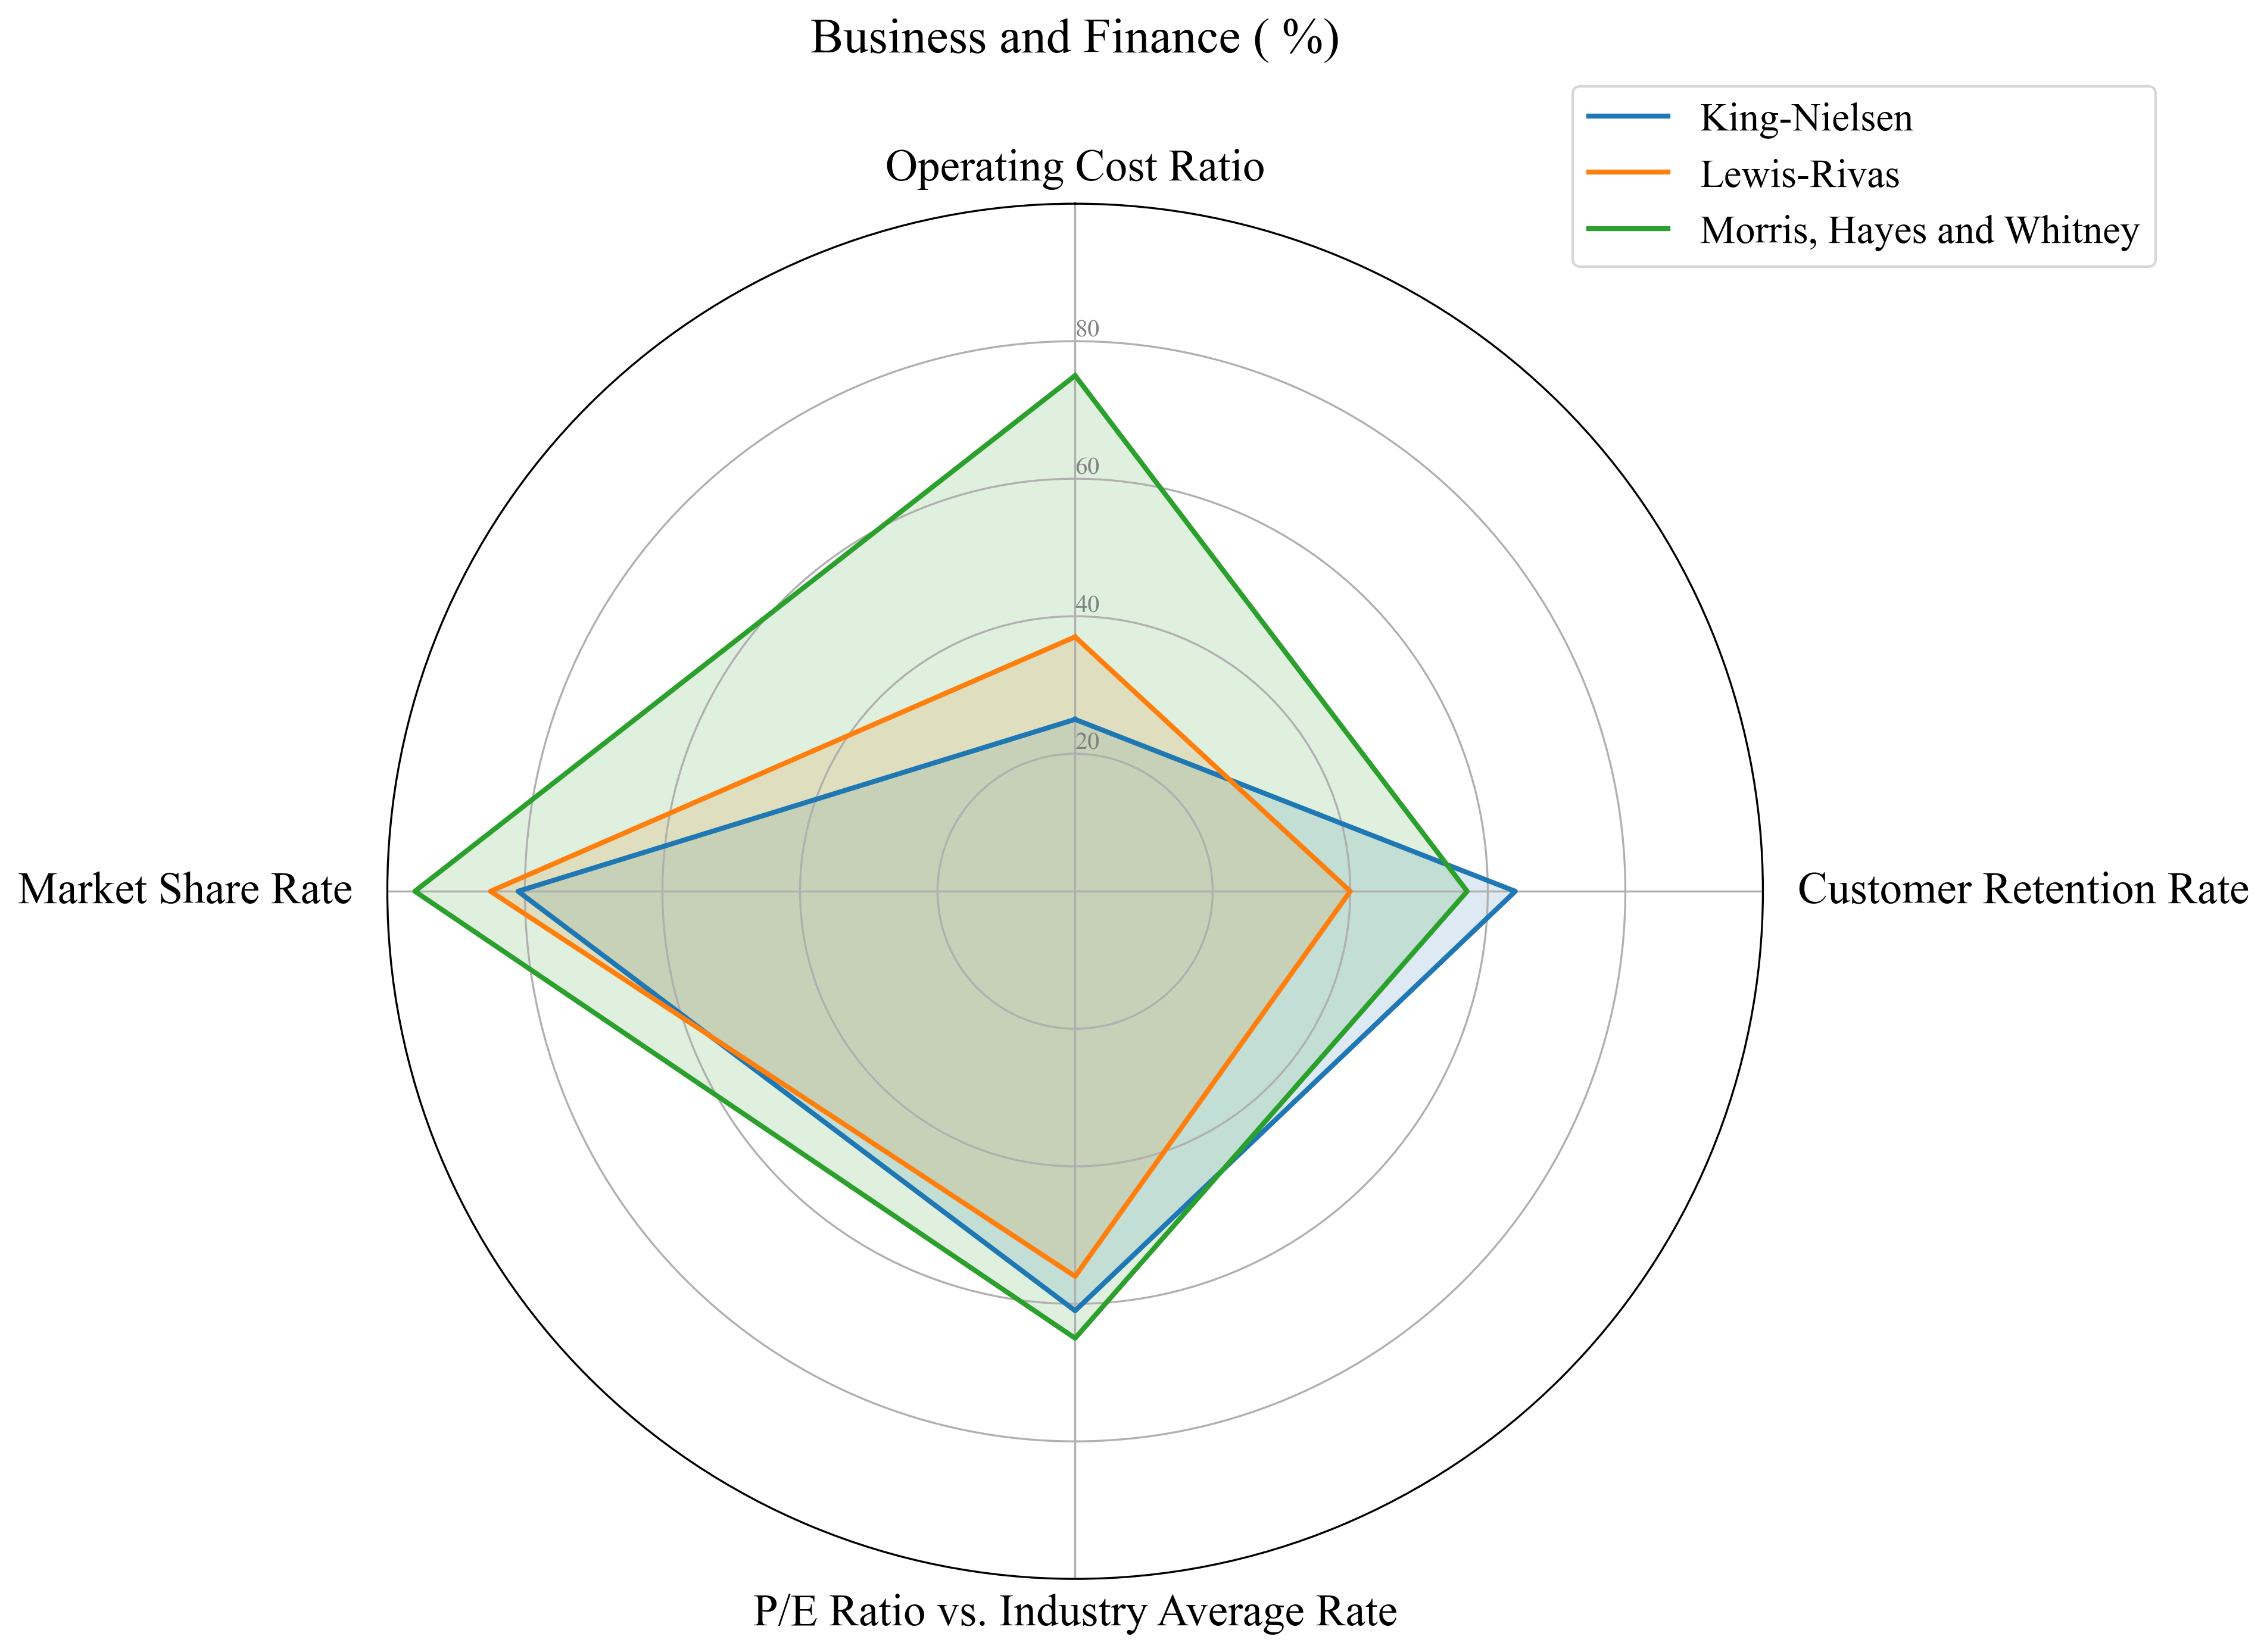 Business and Finance ( %)
King-Nielsen
Lewis-Rivas
Morris, Hayes and Whitney
Operating Cost Ratio
80
60
40
20
Market Share Rate
Customer Retention Rate
P/E Ratio vs. Industry Average Rate